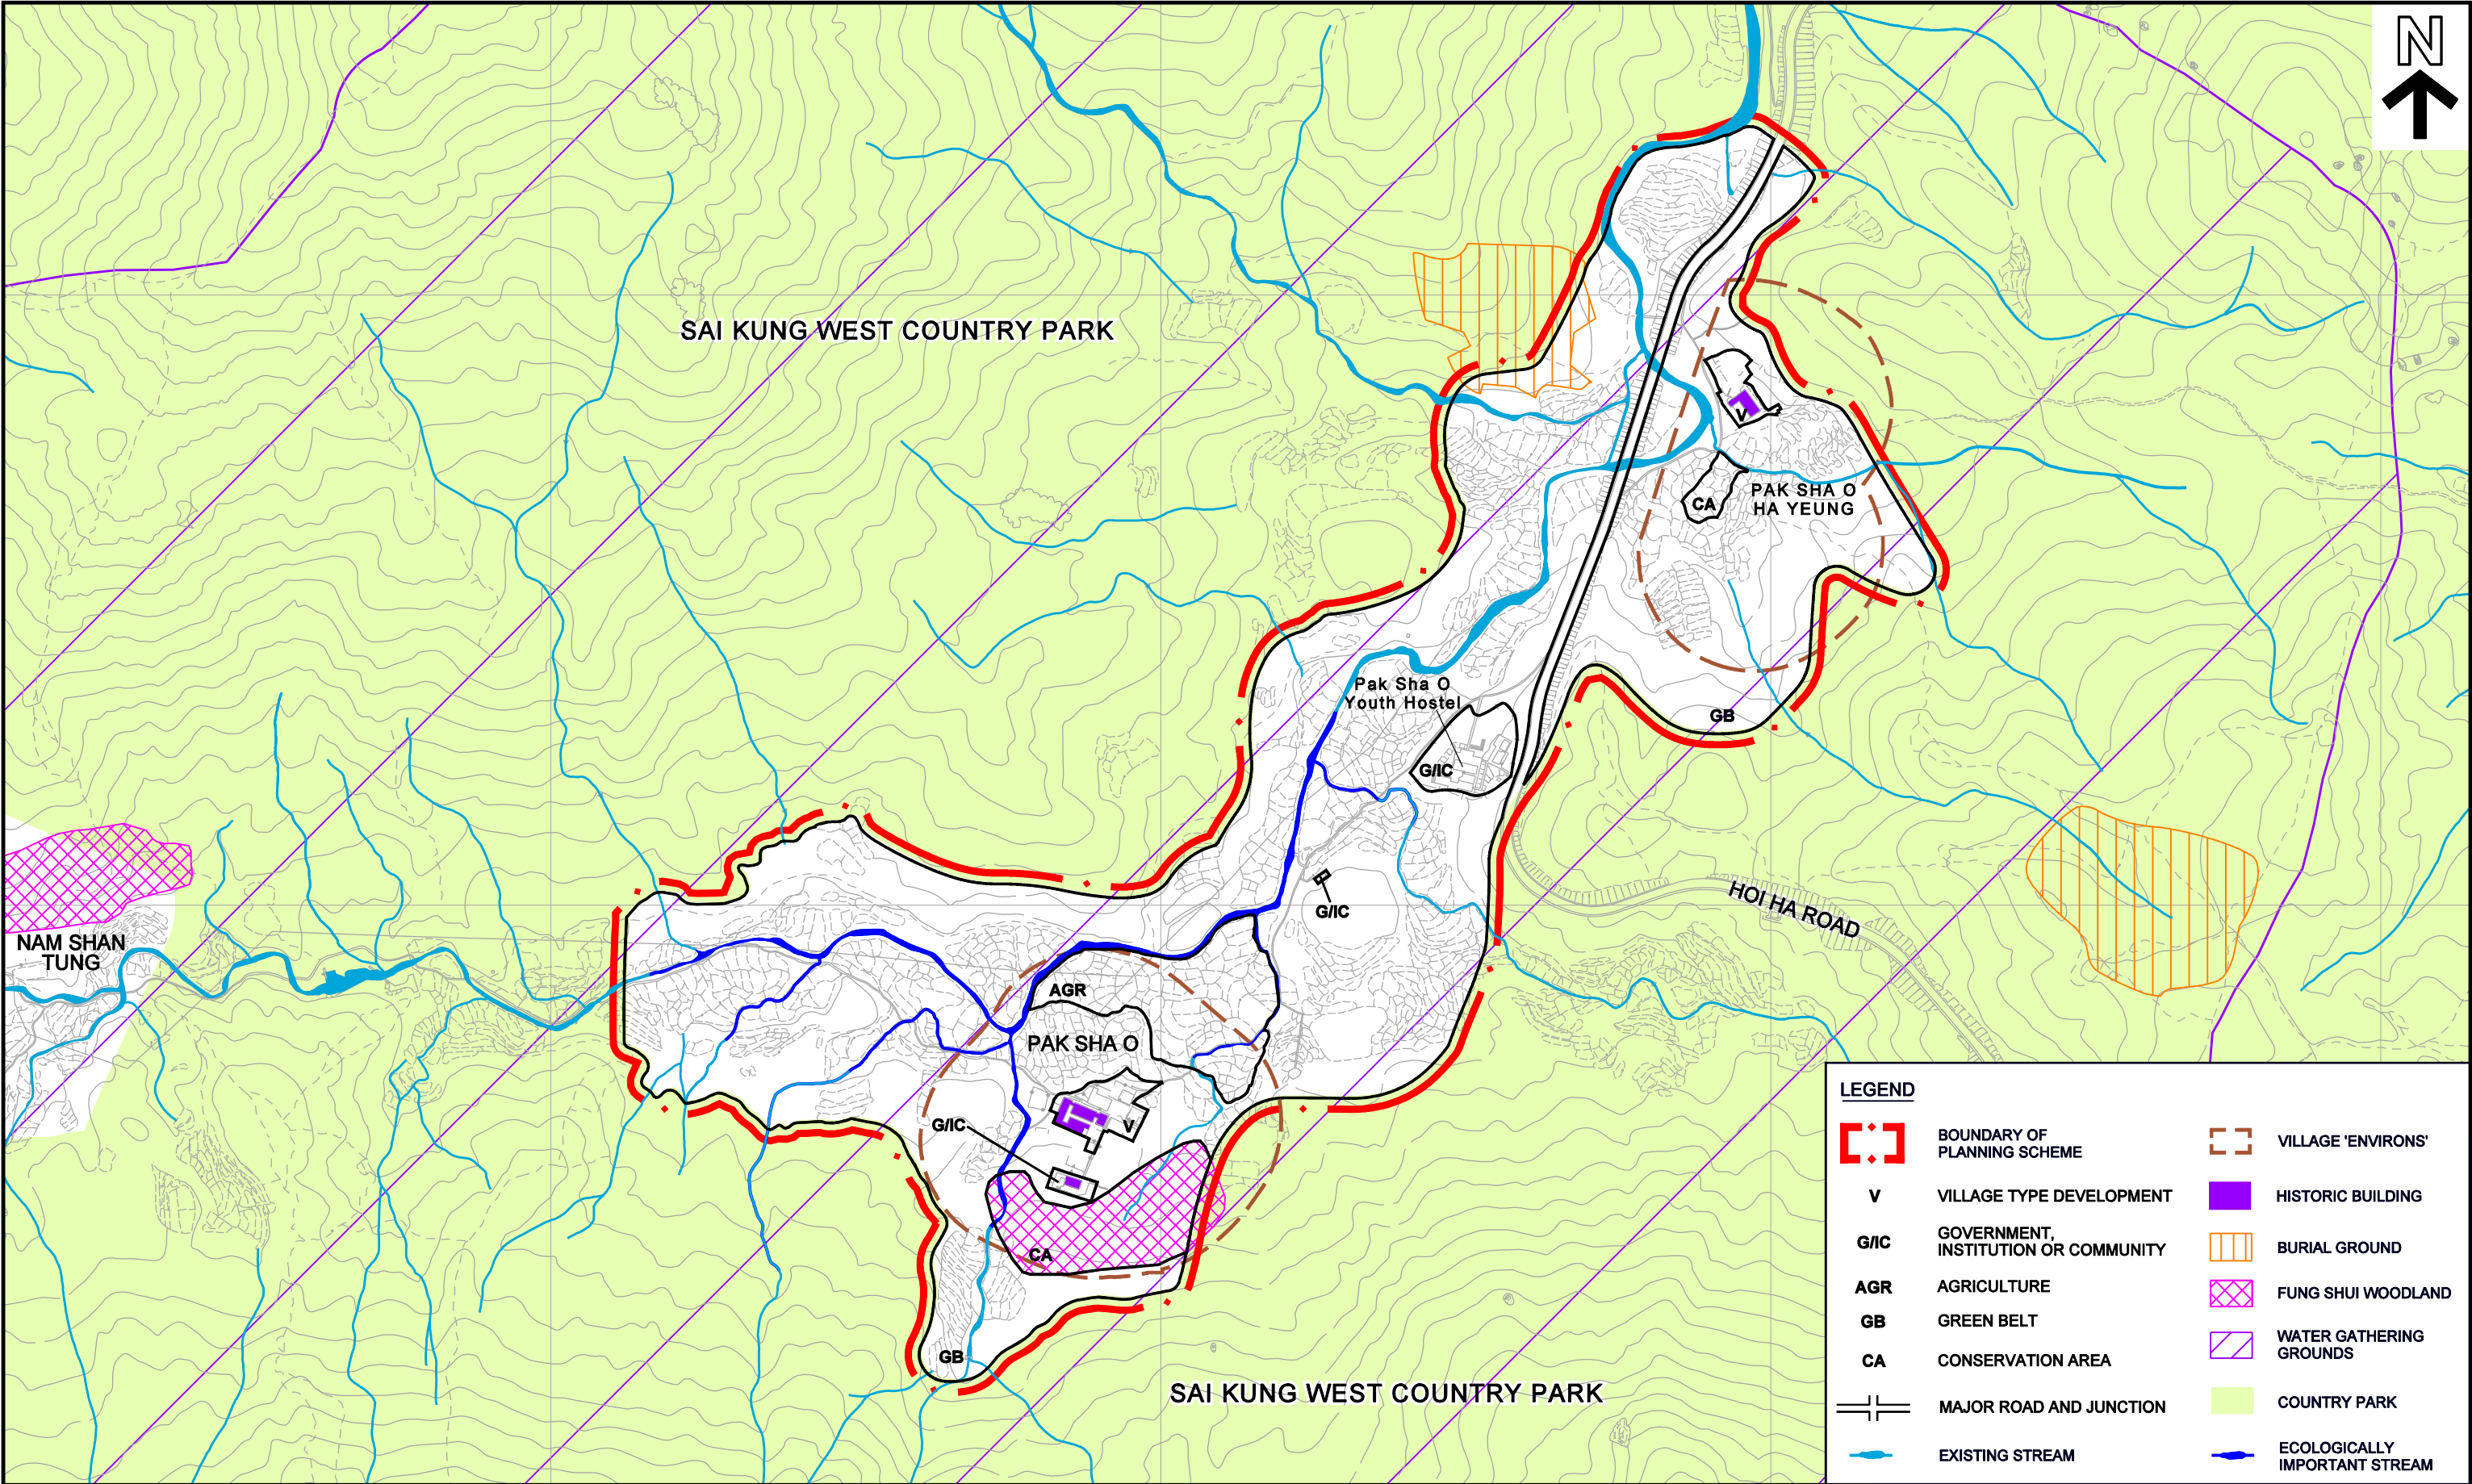 N
SAI KUNG WEST COUNTRY PARK
V
CA
PAK SHA O
HA YEUNG
Pak Sha O
Youth Hostel
GB
G/IC
G/IC
HOI HA ROAD
NAM SHAN
TUNG
AGR
PAK SHA O
G/IC
V
CA
GB
SAI KUNG WEST COUNTRY PARK
LEGEND
BOUNDARY OF
PLANNING SCHEME
V VILLAGE TYPE DEVELOPMENT
G/IC GOVERNMENT,
INSTITUTION OR COMMUNITY
AGR AGRICULTURE
GB GREEN BELT
CA CONSERVATION AREA
MAJOR ROAD AND JUNCTION
EXISTING STREAM
VILLAGE 'ENVIRONS'
HISTORIC BUILDING
BURIAL GROUND
FUNG SHUI WOODLAND
WATER GATHERING
GROUNDS
COUNTRY PARK
ECOLOGICALLY
IMPORTANT STREAM